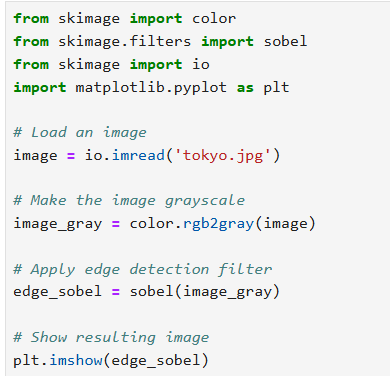 from skimage import color
from skimage.filters import sobel
from skimage import io
import matplotlib.pyplot as plt
# Load an image
image = io.imread('tokyo.jpg')
# Make the image grayscale
image_gray = color.rgb2gray(image)
# Apply edge detection filter
edge_sobel = sobel(image_gray)
# Show resulting image
plt.imshow(edge_sobel)